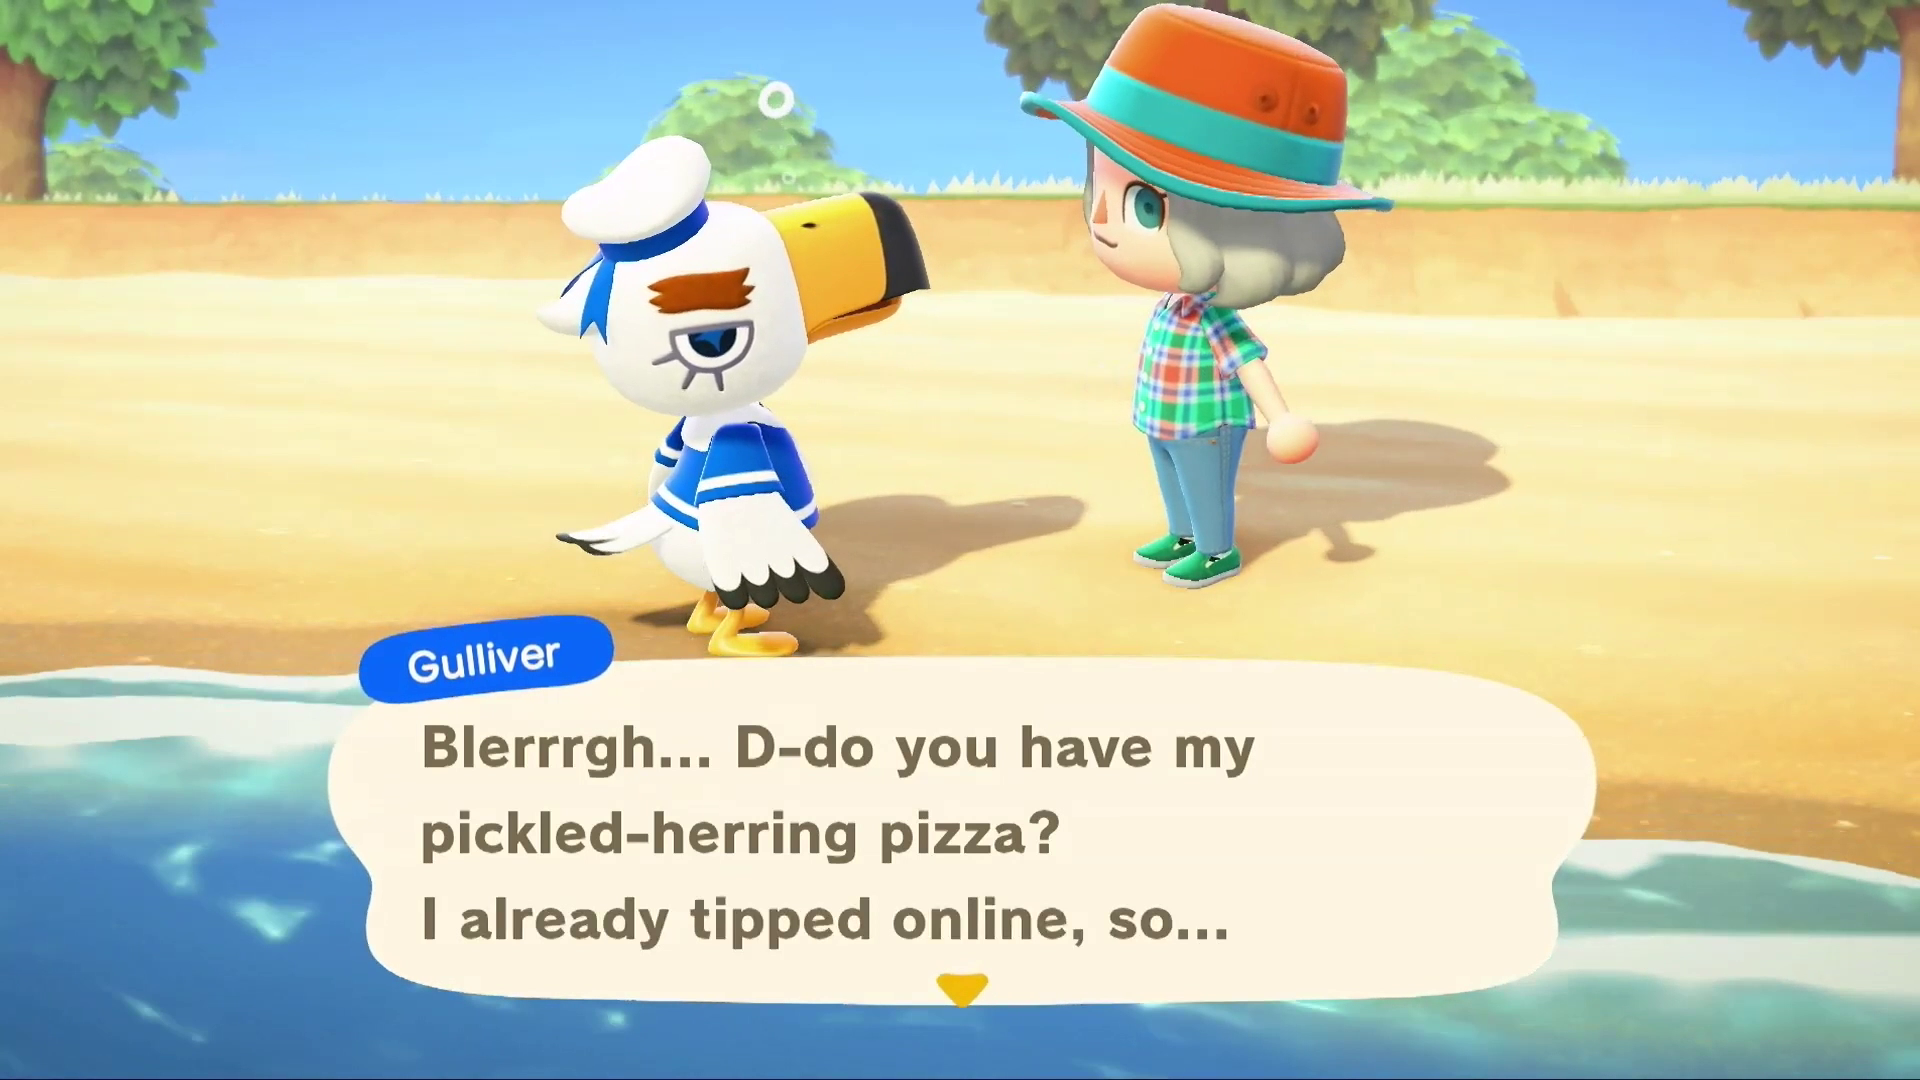 Gulliver
Blerrrgh... D-do you have my
pickled-herring pizza?
I already tipped online, so...